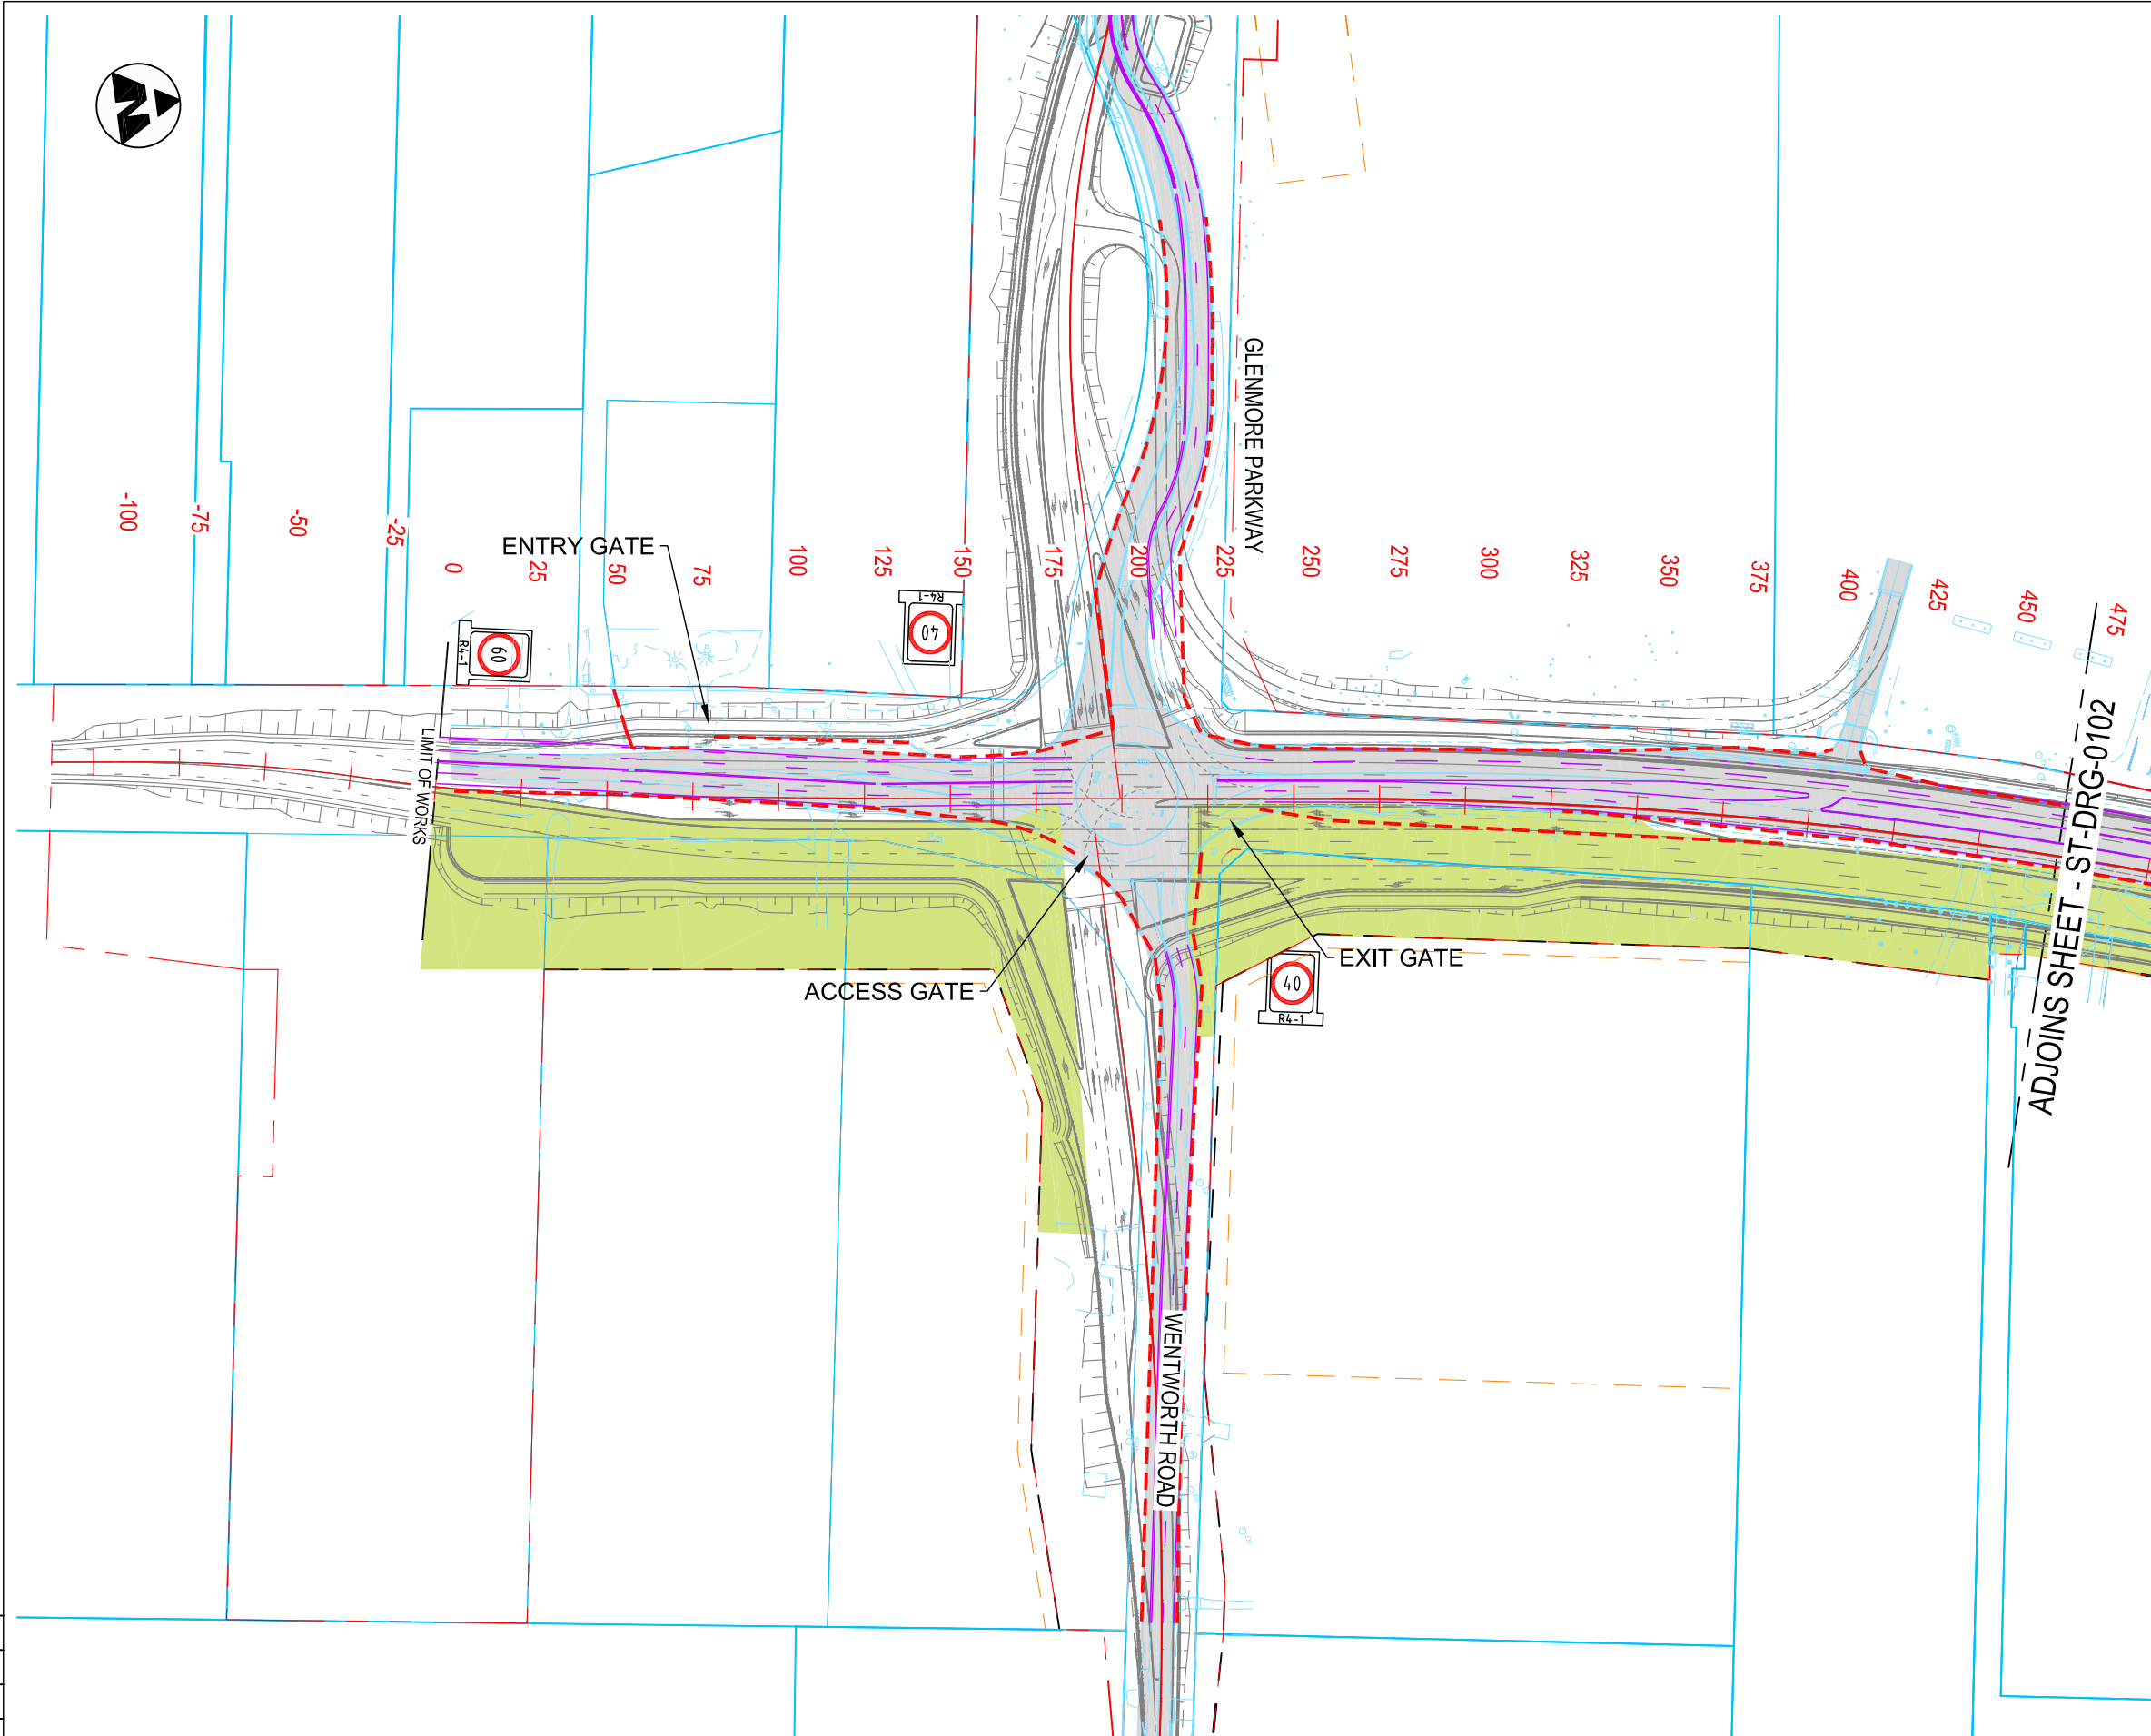 N
GLENMORE PARKWAY
-100
-75
-50
-25
0
25
50
75
100
125
150
175
200
225
250
275
300
325
350
375
400
425
450
475
ENTRY GATE
R4-1
60
R4-1
40
LIMIT OF WORKS
ACCESS GATE
EXIT GATE
40
R4-1
ADJOINS SHEET - ST-DRG-0102
WENTWORTH ROAD